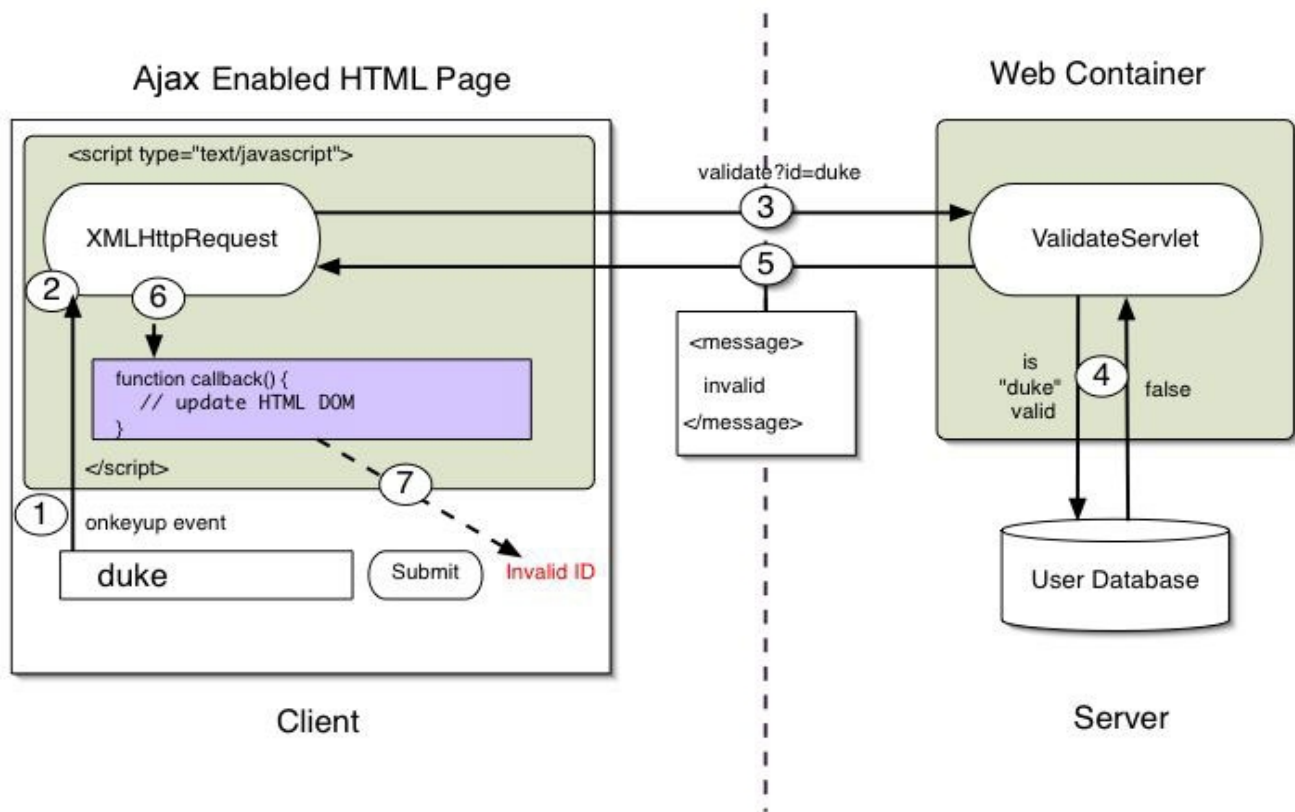 Ajax Enabled HTML Page
Web Container
<script type="text/javascript">
validate?id=duke
3
XMLHttpRequest
ValidateServlet
5
2
6
<message>
invalid
</message>
function callback() {
// update HTML DOM
}
is
"duke"
valid
4
false
</script>
7
1
onkeyup event
duke
Submit
Invalid ID
User Database
Client
Server